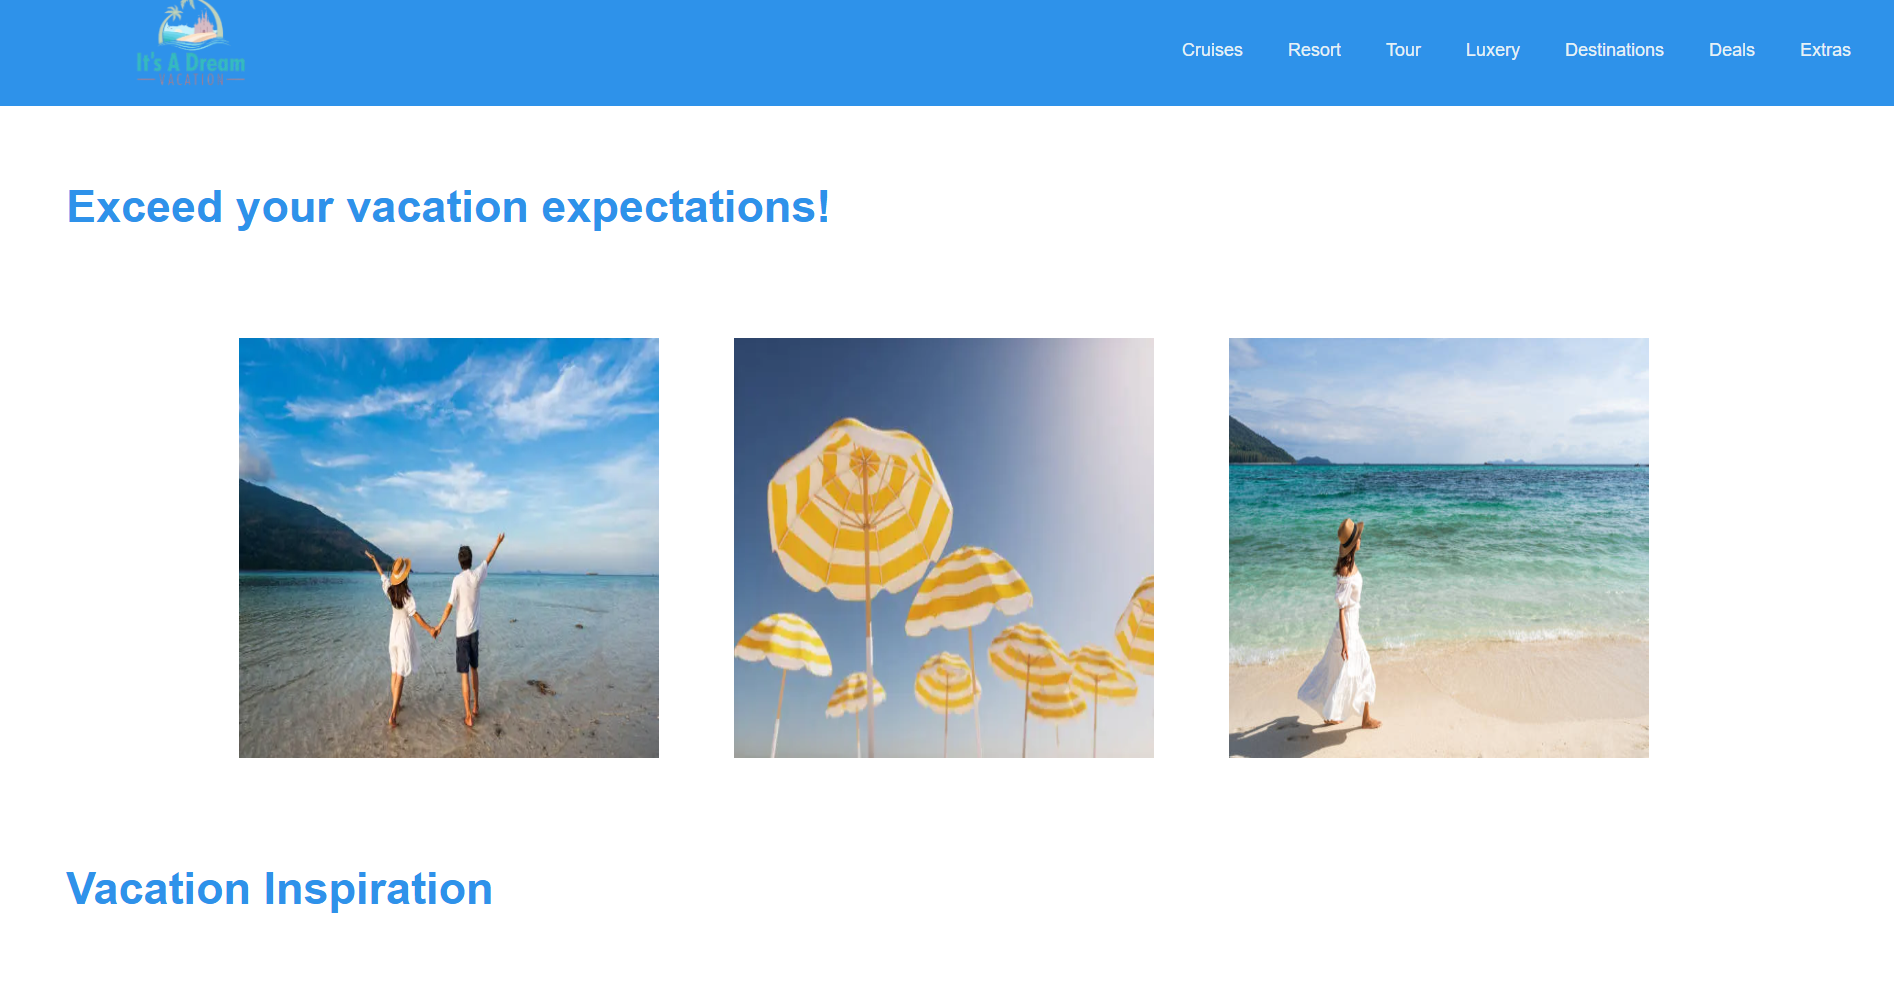 It's A Dream
VACATION
Cruises Resort Tour Luxery Destinations Deals Extras
Exceed your vacation expectations!
Vacation Inspiration